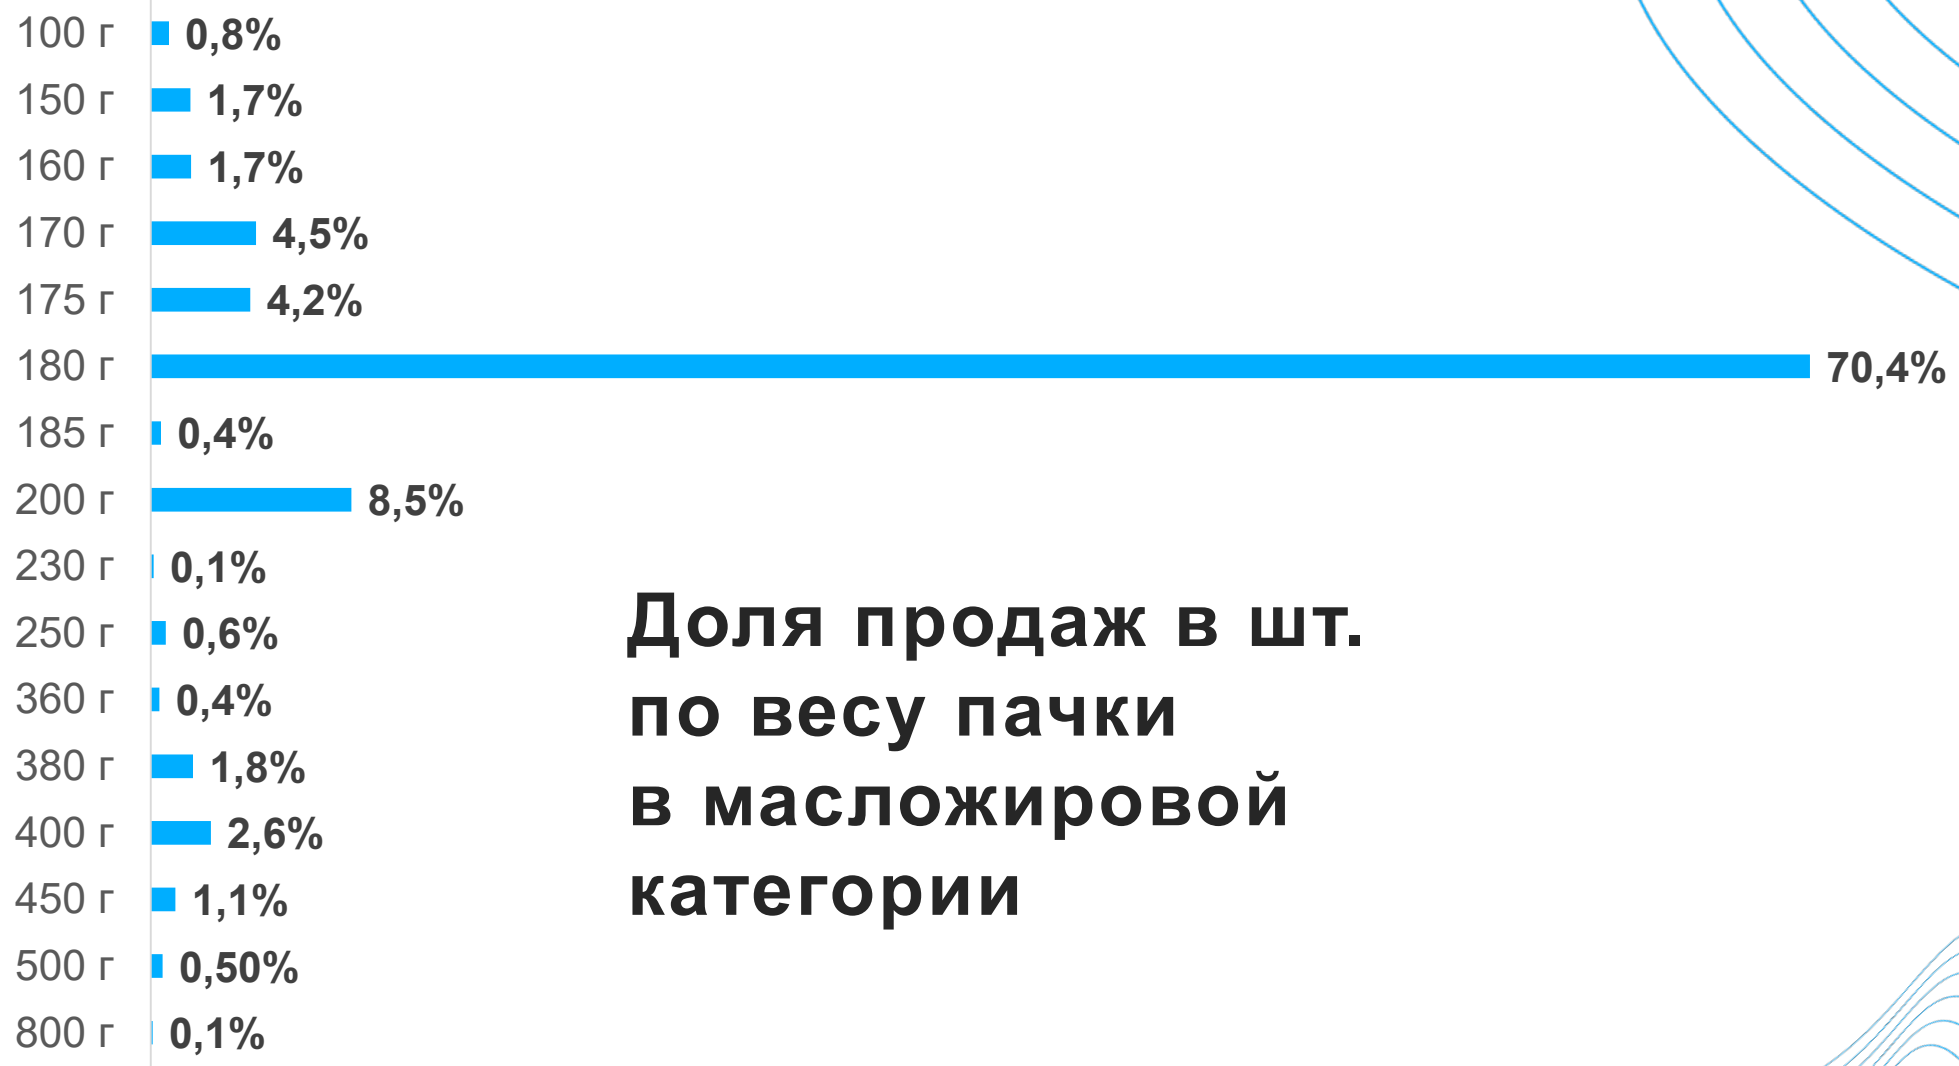 100 г 0,8%
150 г 1,7%
160 г 1,7%
170 г 4,5%
175 г 4,2%
180 г 70,4%
185 г 0,4%
200 г 8,5%
230 г 0,1%
250 г 0,6%
360 г 0,4%
380 г 1,8%
400 г 2,6%
450 г 1,1%
500 г 0,50%
800 г 0,1%
Доля продаж в шт.
по весу пачки
в масложировой
категории